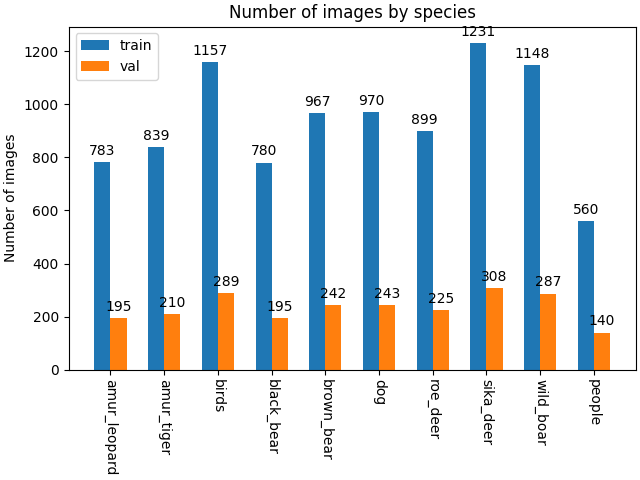 Number of images by species
train
val
Number of images
1200
1000
800
600
400
200
0
783
839
1157
780
967
970
899
1231
1148
560
195
210
289
195
242
243
225
308
287
140
amur_leopard
amur_tiger
birds
black_bear
brown_bear
dog
roe_deer
sika_deer
wild_boar
people